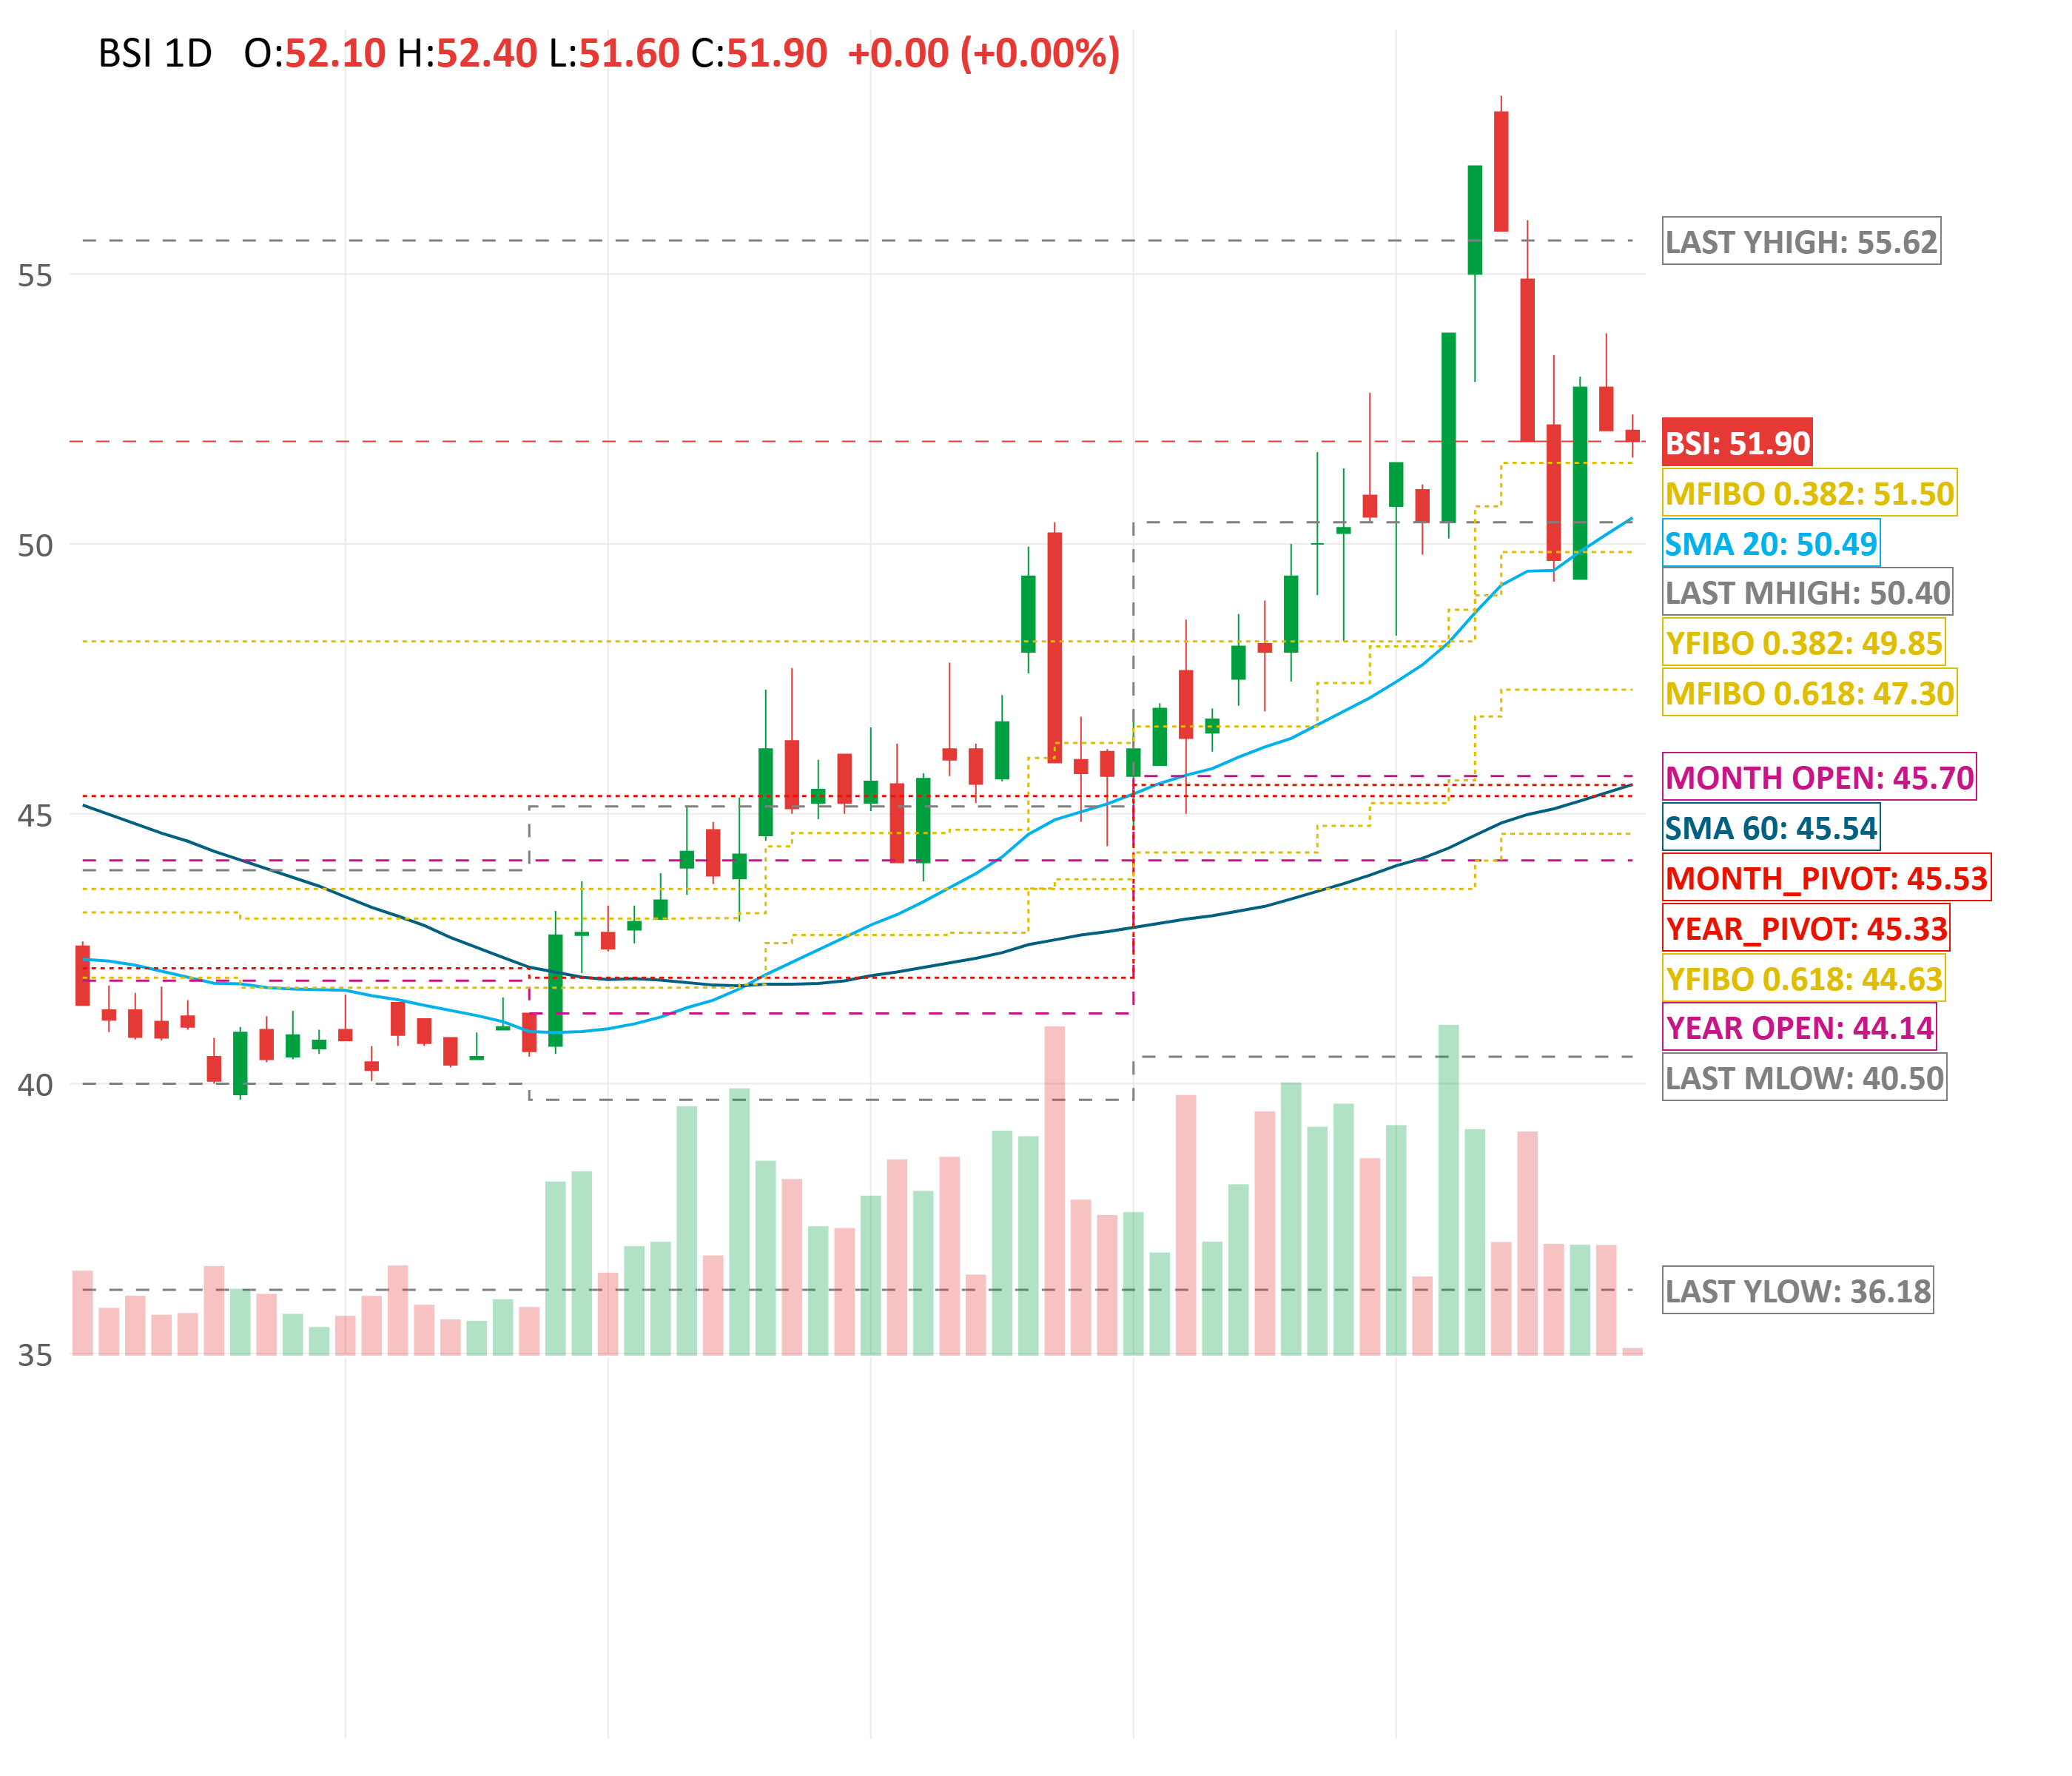 BSI 1D O:52.10 H:52.40 L:51.60 C:51.90 +0.00 (+0.00%)
LAST YHIGH: 55.62
55
BSI: 51.90
MFIBO 0.382: 51.50
50
SMA 20: 50.49
LAST MHIGH: 50.40
YFIBO 0.382: 49.85
MFIBO 0.618: 47.30
MONTH OPEN: 45.70
45
SMA 60: 45.54
MONTH_PIVOT: 45.53
YEAR_PIVOT: 45.33
YFIBO 0.618: 44.63
YEAR OPEN: 44.14
40
LAST MLOW: 40.50
LAST YLOW: 36.18
35